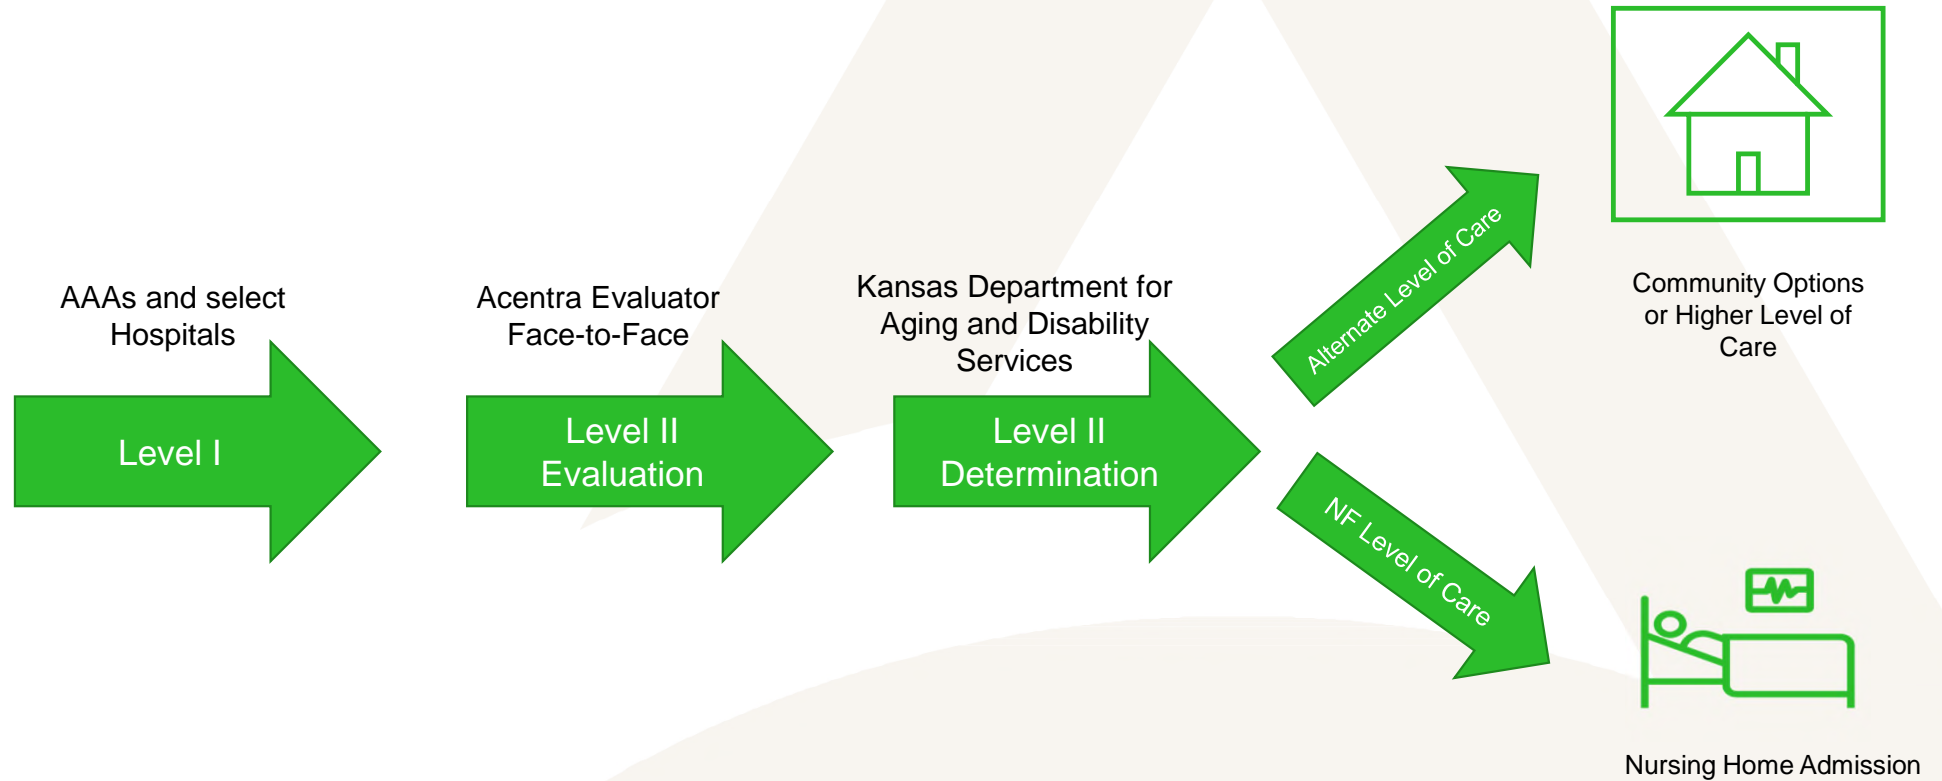 AAAs and select
Hospitals
Level I
Acentra Evaluator
Face-to-Face
Level II
Evaluation
Kansas Department for
Aging and Disability
Services
Level II
Determination
Alternate Level of Care
Community Options
or Higher Level of
Care
NF Level of Care
Nursing Home Admission